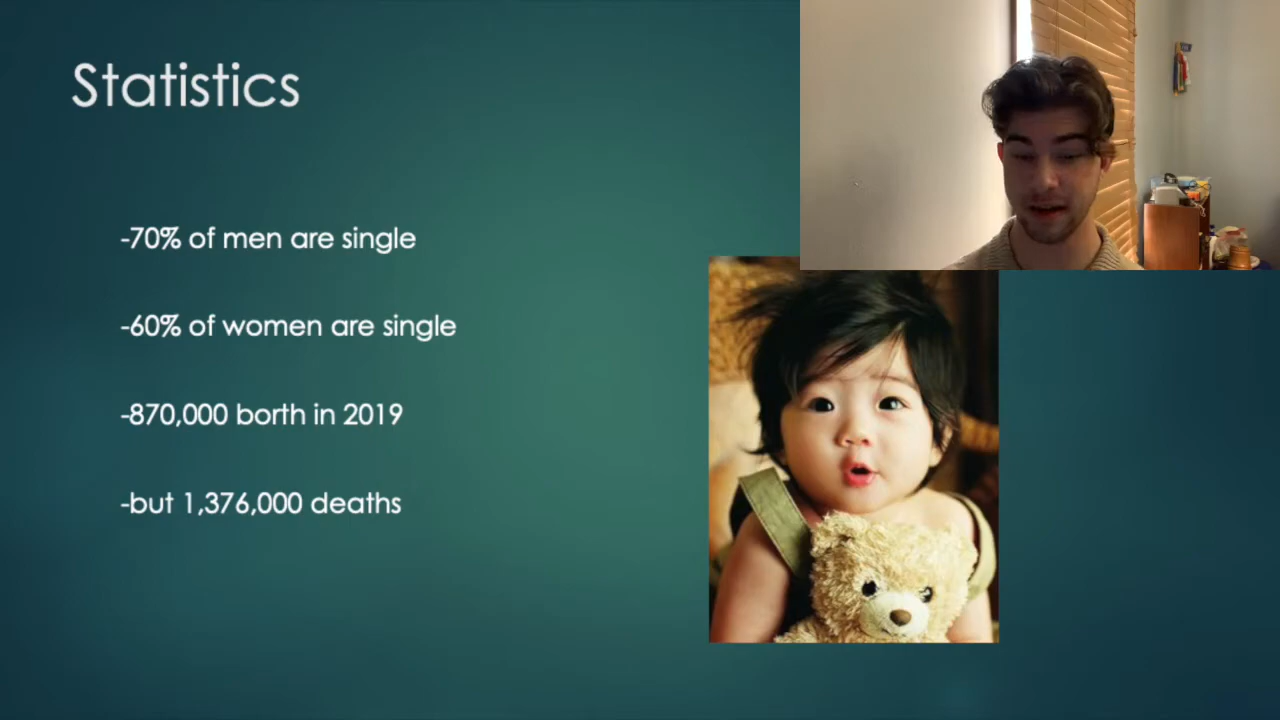 Statistics
-70% of men are single
-60% of women are single
-870,000 borth in 2019
-but 1,376,000 deaths